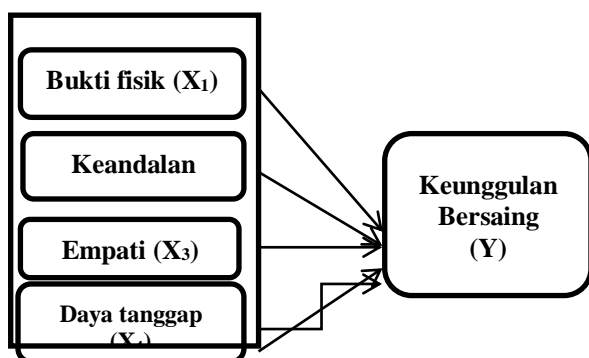 Bukti fisik (X₁)
Keandalan
Empati (X₃)
Daya tanggap
Keunggulan
Bersaing
(Y)